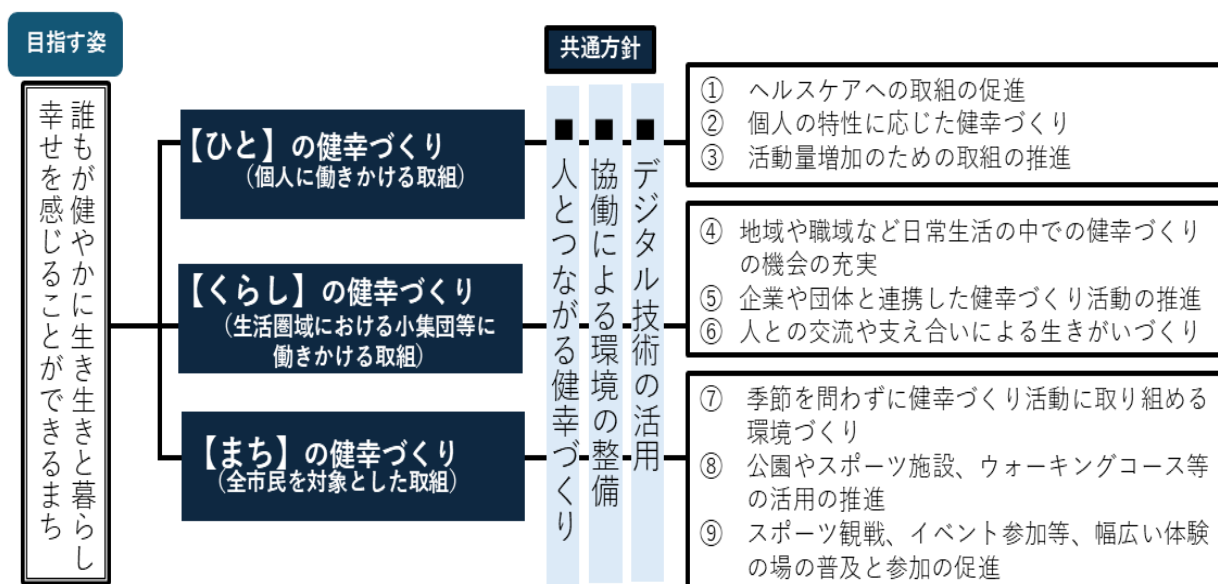 目指す姿
誰もが健やかに生き生きと暮らし
幸せを感じることができるまち
【ひと】の健幸づくり
（個人に働きかける取組）
【くらし】の健幸づくり
（生活圏域における小集団等に
働きかける取組）
【まち】の健幸づくり
（全市民を対象とした取組）
共通方針
■人とつながる健幸づくり
■協働による環境の整備
■デジタル技術の活用
① ヘルスケアへの取組の促進
② 個人の特性に応じた健幸づくり
③ 活動量増加のための取組の推進
④ 地域や職域など日常生活の中での健幸づくり
の機会の充実
⑤ 企業や団体と連携した健幸づくり活動の推進
⑥ 人との交流や支え合いによる生きがいづくり
⑦ 季節を問わずに健幸づくり活動に取り組める
環境づくり
⑧ 公園やスポーツ施設、ウォーキングコース等
の活用の推進
⑨ スポーツ観戦、イベント参加等、幅広い体験
の場の普及と参加の促進